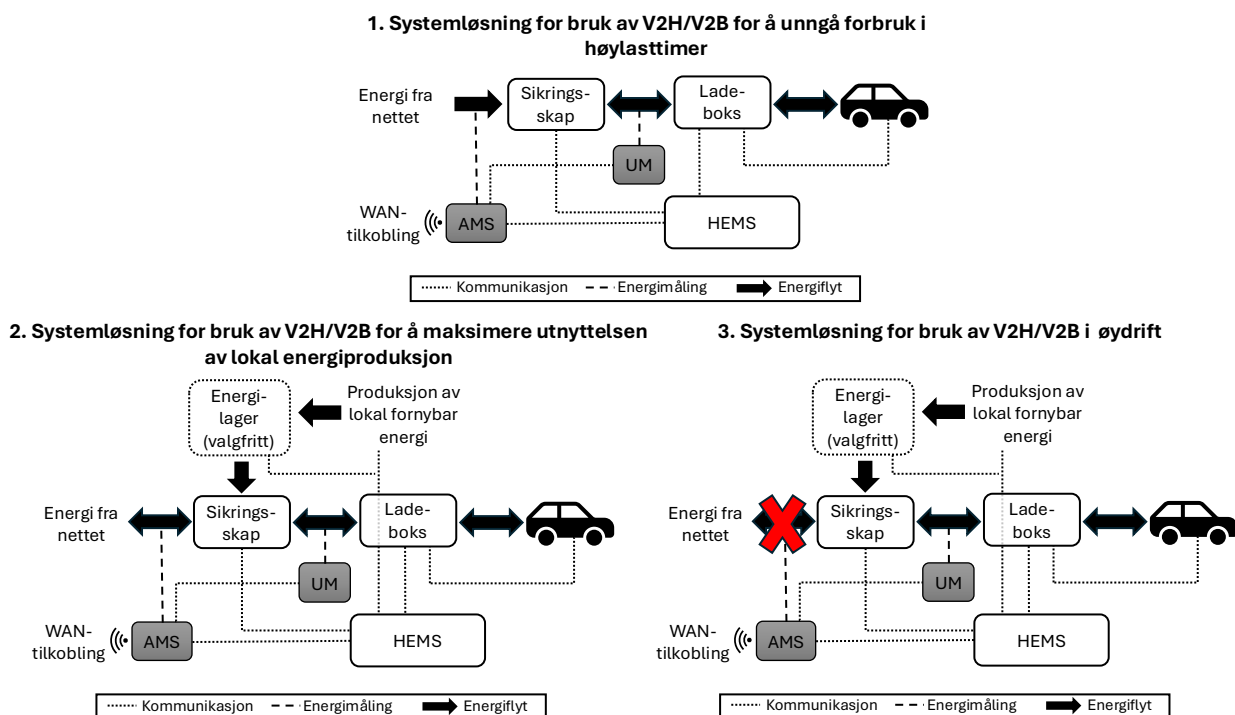 1. Systemløsning for bruk av V2H/V2B for å unngå forbruk i
høylasttimer
Energi fra
nettet
Sikrings-
skap
Lade-
boks
UM
WAN-
tilkobling
AMS
HEMS
Kommunikasjon
Energimåling
Energiflyt
2. Systemløsning for bruk av V2H/V2B for å maksimere utnyttelsen
av lokal energiproduksjon
Energi-
lager
(valgfritt)
Produksjon av
lokal fornybar
energi
Energi fra
nettet
Sikrings-
skap
Lade-
boks
UM
WAN-
tilkobling
AMS
HEMS
Kommunikasjon
Energimåling
Energiflyt
3. Systemløsning for bruk av V2H/V2B i øydrift
Energi-
lager
(valgfritt)
Produksjon av
lokal fornybar
energi
Energi fra
nettet
Sikrings-
skap
Lade-
boks
UM
WAN-
tilkobling
AMS
HEMS
Kommunikasjon
Energimåling
Energiflyt